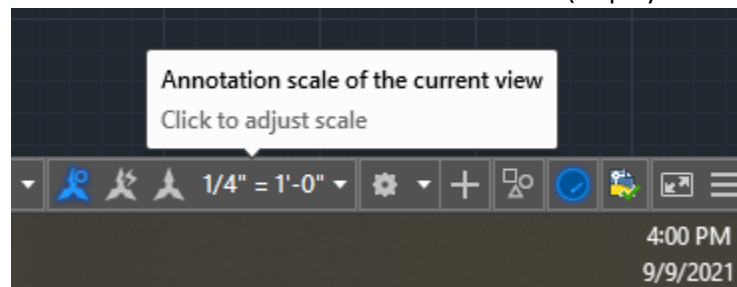 Annotation scale of the current view
Click to adjust scale
1/4" = 1'-0"
4:00 PM
9/9/2021